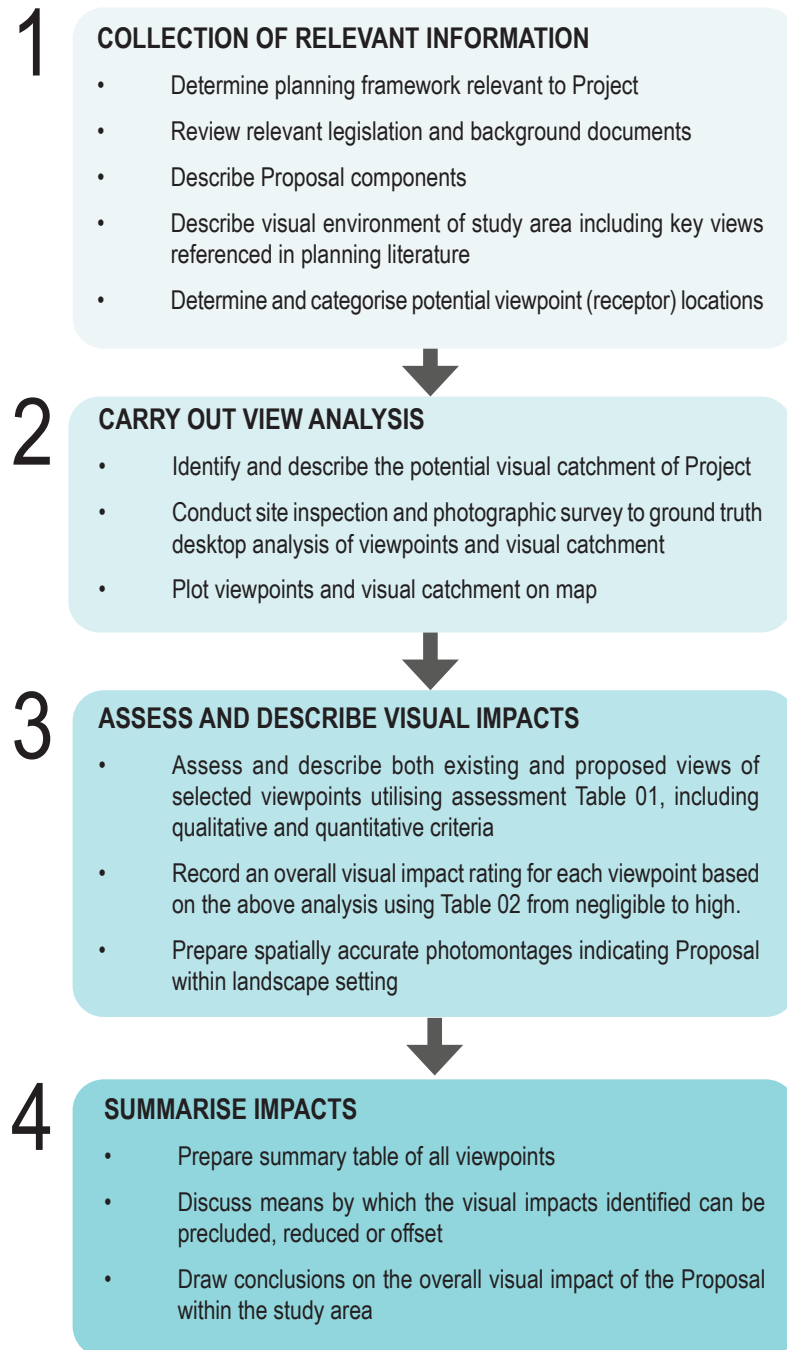 1
COLLECTION OF RELEVANT INFORMATION
• Determine planning framework relevant to Project
• Review relevant legislation and background documents
• Describe Proposal components
• Describe visual environment of study area including key views
referenced in planning literature
• Determine and categorise potential viewpoint (receptor) locations
2
CARRY OUT VIEW ANALYSIS
• Identify and describe the potential visual catchment of Project
• Conduct site inspection and photographic survey to ground truth
desktop analysis of viewpoints and visual catchment
• Plot viewpoints and visual catchment on map
3
ASSESS AND DESCRIBE VISUAL IMPACTS
• Assess and describe both existing and proposed views of
selected viewpoints utilising assessment Table 01, including
qualitative and quantitative criteria
• Record an overall visual impact rating for each viewpoint based
on the above analysis using Table 02 from negligible to high.
• Prepare spatially accurate photomontages indicating Proposal
within landscape setting
4
SUMMARISE IMPACTS
• Prepare summary table of all viewpoints
• Discuss means by which the visual impacts identified can be
precluded, reduced or offset
• Draw conclusions on the overall visual impact of the Proposal
within the study area